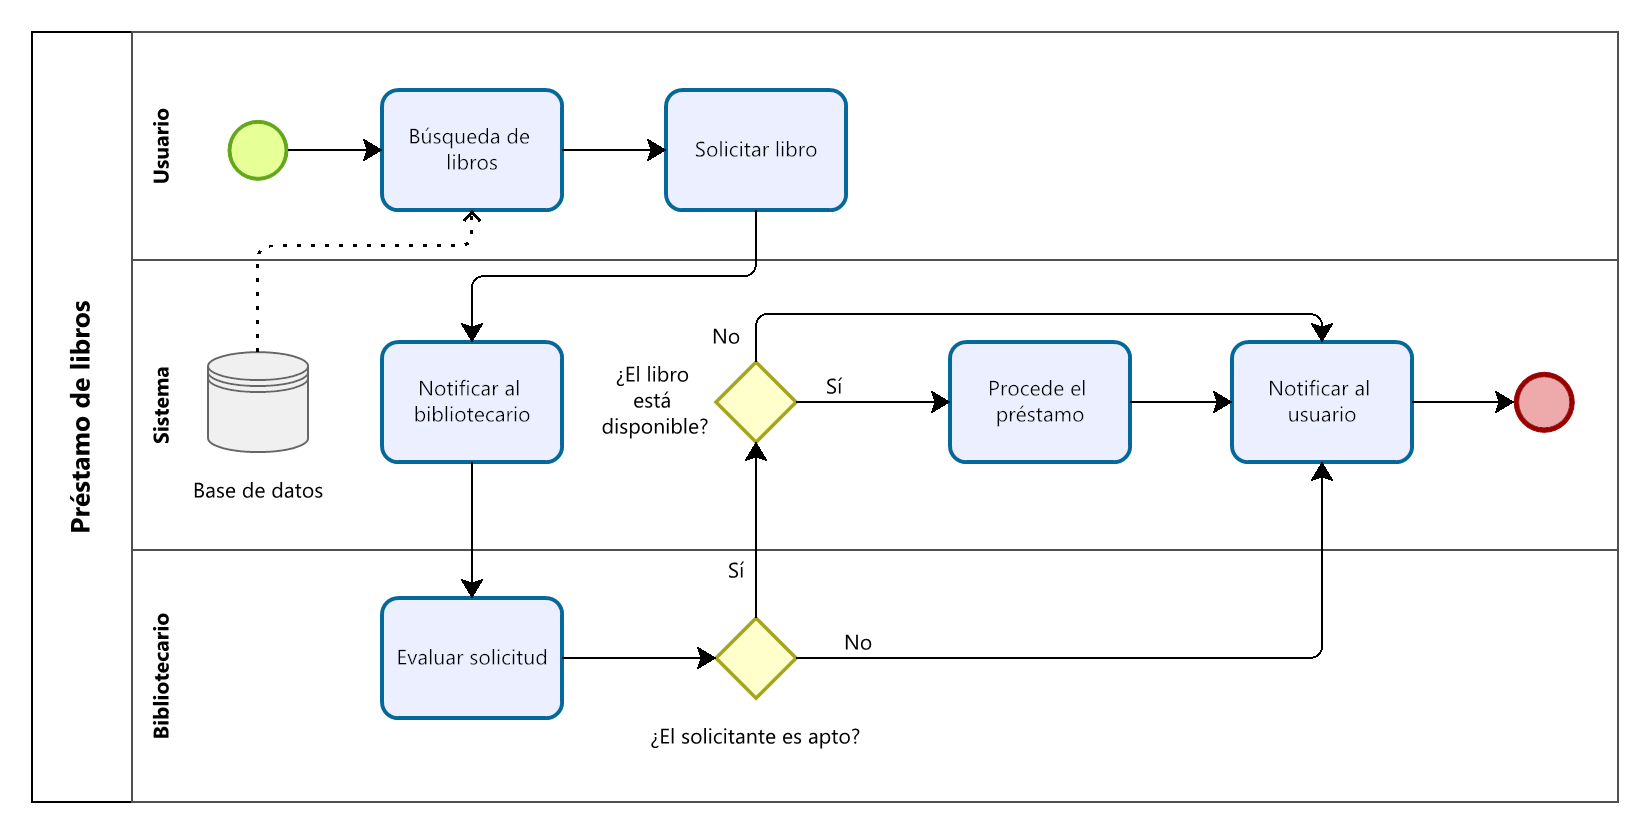 Préstamo de libros
Usuario
Búsqueda de
libros
Solicitar libro
Sistema
Base de datos
Notificar al
bibliotecario
¿El libro
está
disponible?
No
Sí
Procede el
préstamo
Notificar al
usuario
Bibliotecario
Evaluar solicitud
Sí
No
¿El solicitante es apto?